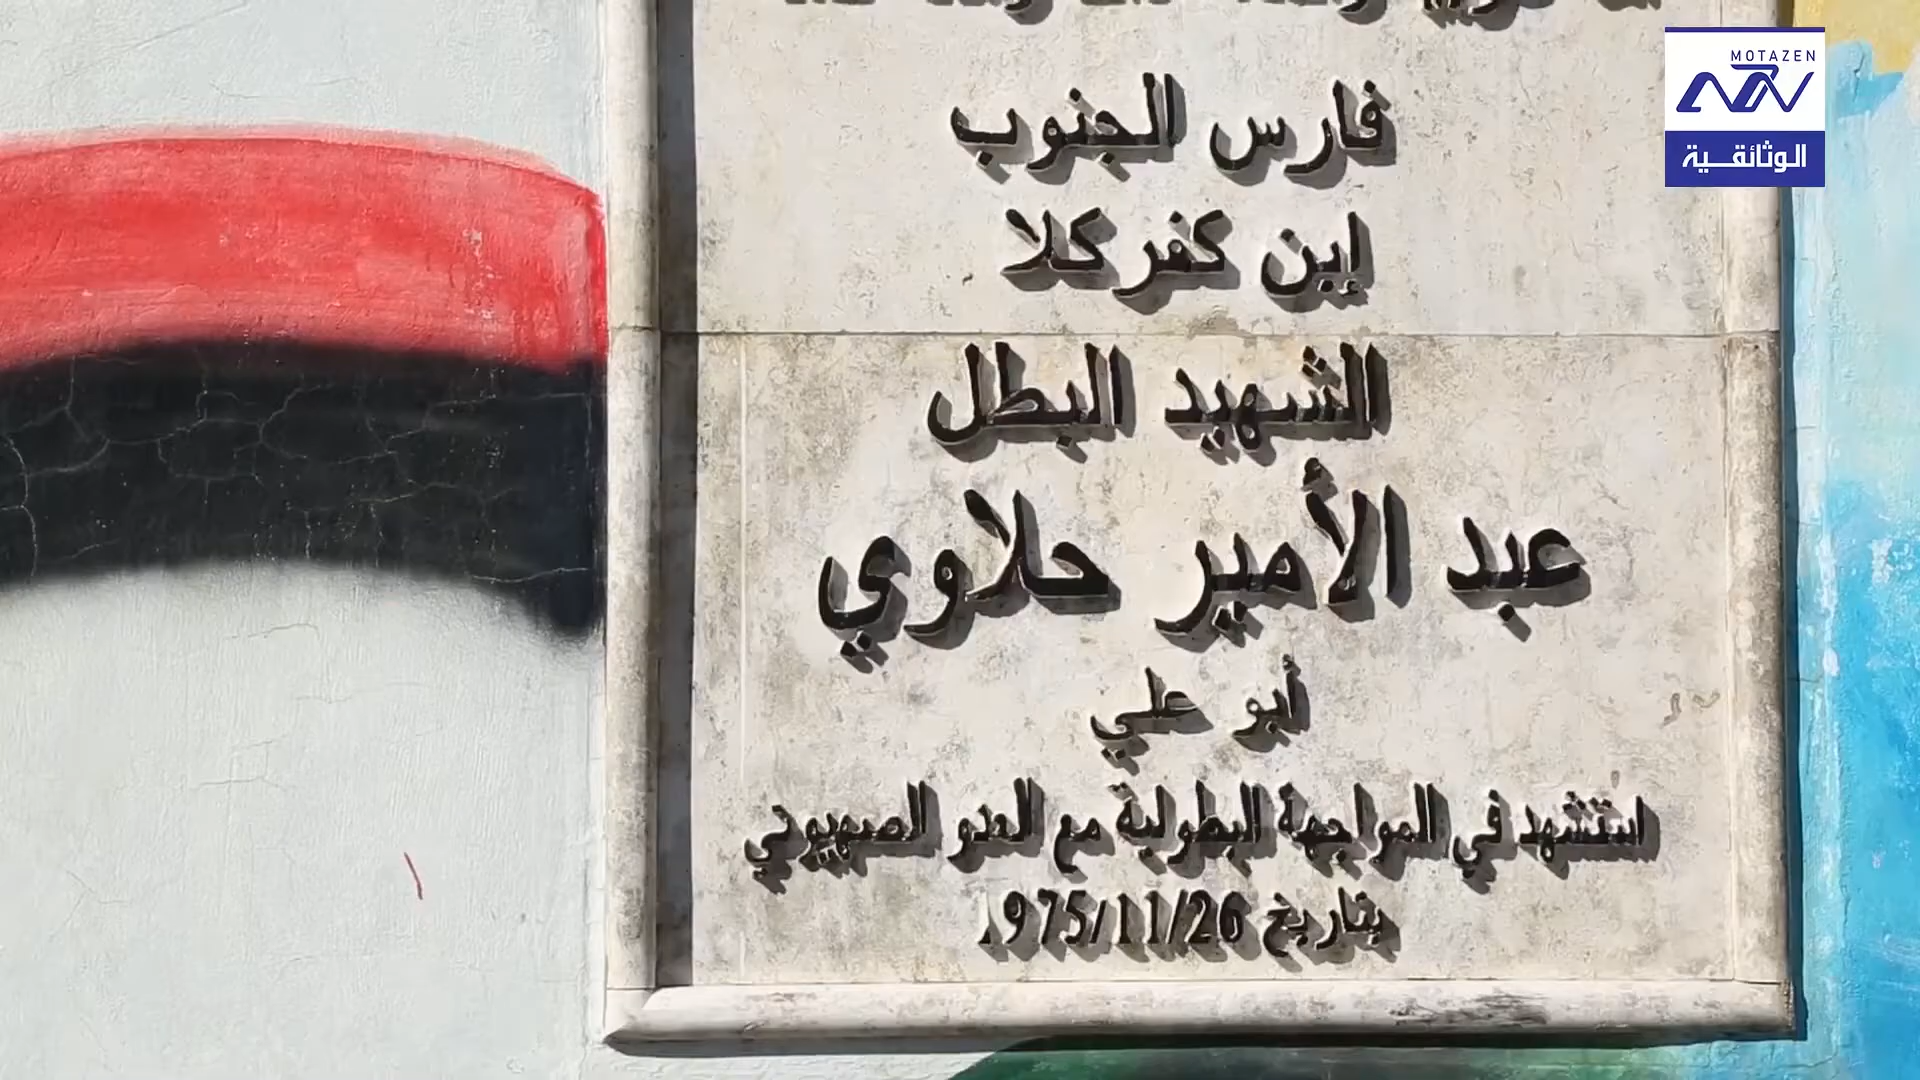 MOTAZEN
الوثائقية
فارس الجنوب
إبن كفركلا
الشهيد البطل
عبد الأمير حلاوي
أبو علي
استشهد في المواجهة البطولية مع العدو الصهيوني
بتاريخ 1975/11/26